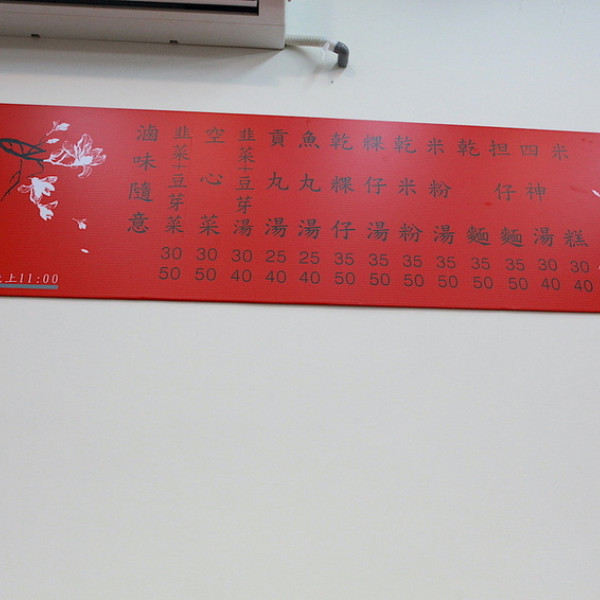 米糕 30 40
四神湯 30 40
担仔麵 35 50
乾麵 35 50
米粉湯 35 50
乾米粉 35 50
粿仔湯 35 50
乾粿仔 35 50
魚丸湯 25 40
貢丸湯 25 40
韭菜+豆芽湯 30 40
空心菜 30 50
韭菜+豆芽菜 30 50
滷味隨意
上11:00